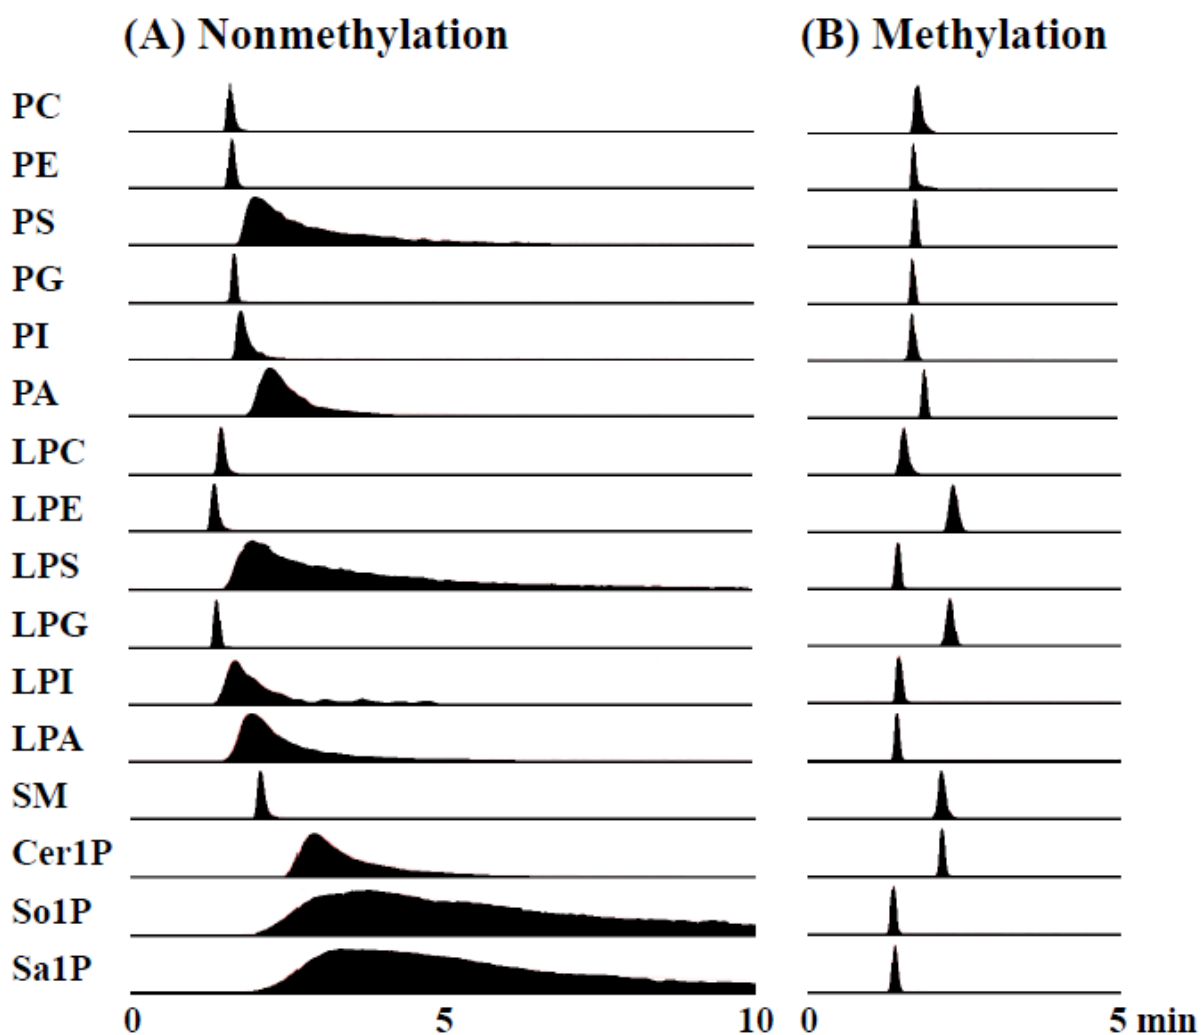 (A) Nonmethylation (B) Methylation
PC
PE
PS
PG
PI
PA
LPC
LPE
LPS
LPG
LPI
LPA
SM
Cer1P
So1P
Sa1P
0 5 10 0 5 min